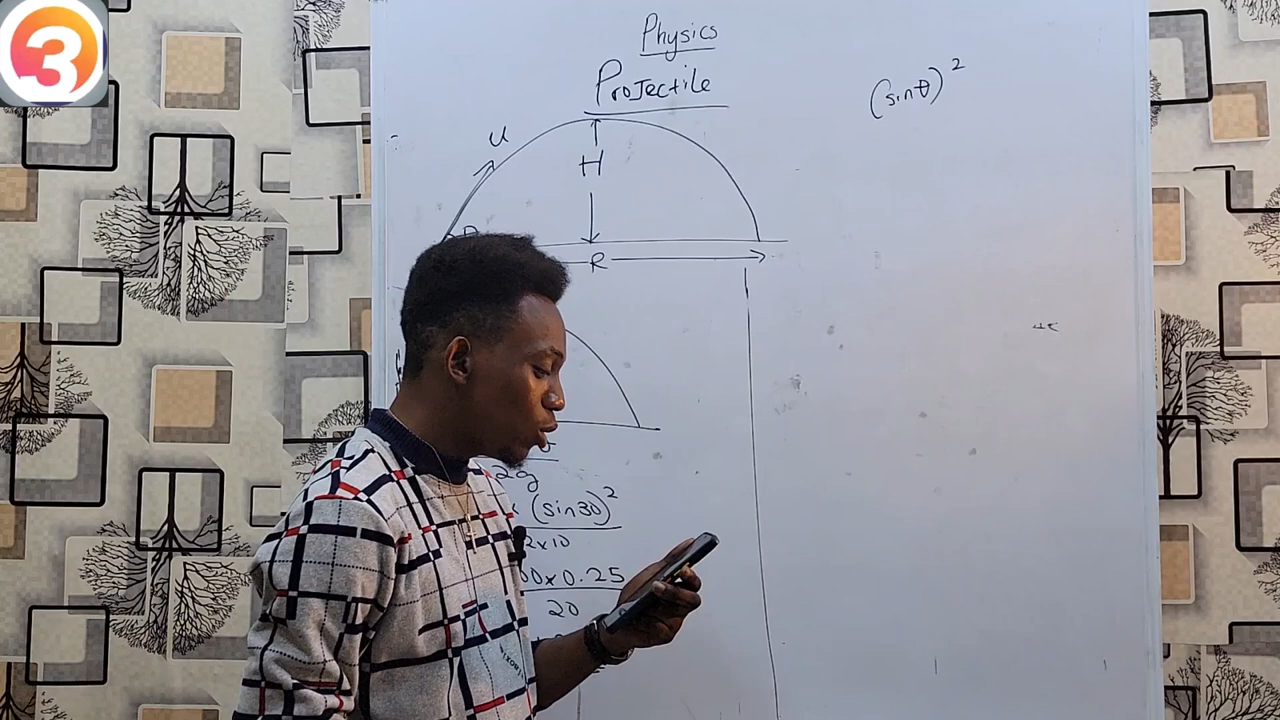 3
Physics
Projectile
(sinθ)²
u
H
R
2g
(sin30)²
2x10
00x0.25
20